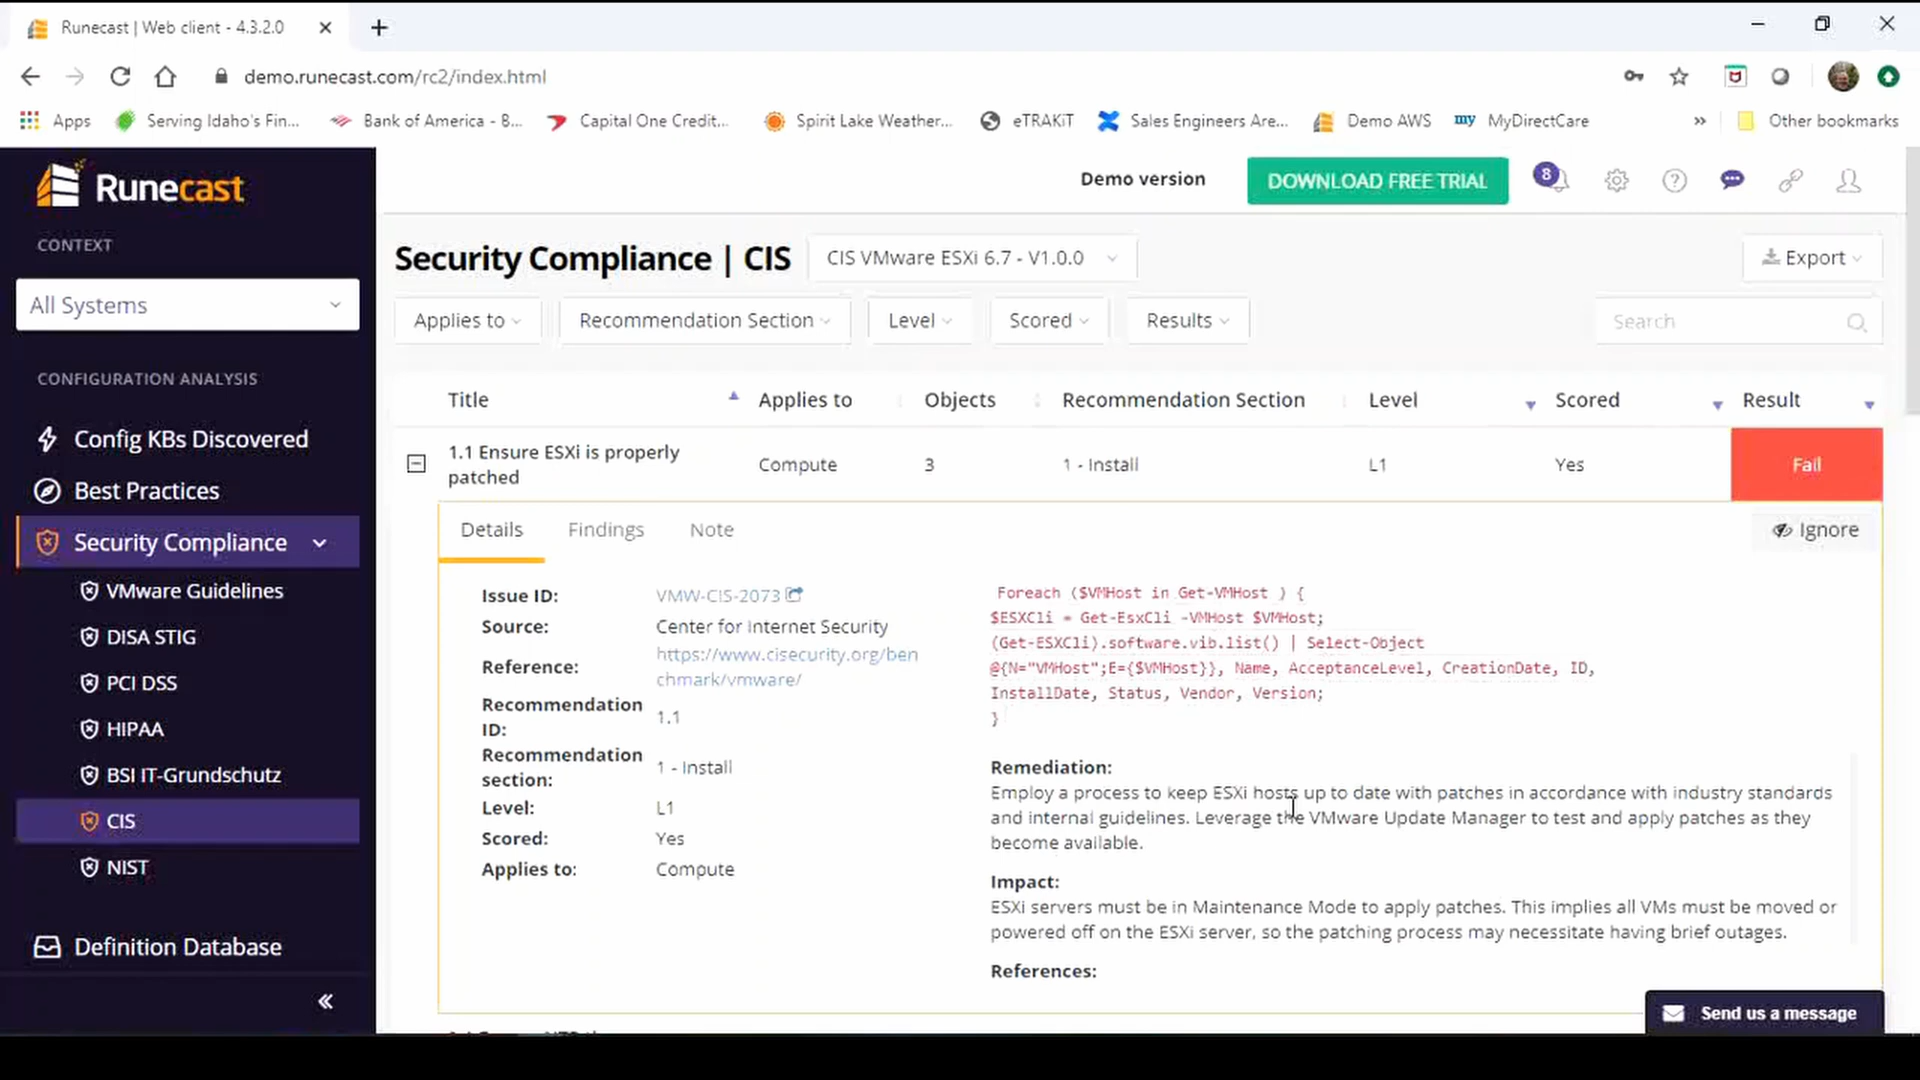 Runecast | Web client - 4.3.2.0
demo.runecast.com/rc2/index.html
Apps
Serving Idaho's Fin...
Bank of America - B...
Capital One Credit...
Spirit Lake Weather...
eTRAKiT
Sales Engineers Are...
Demo AWS
my MyDirectCare
»
Other bookmarks
Runecast
Demo version
DOWNLOAD FREE TRIAL
8
CONTEXT
All Systems
CONFIGURATION ANALYSIS
Config KBs Discovered
Best Practices
Security Compliance
VMware Guidelines
DISA STIG
PCI DSS
HIPAA
BSI IT-Grundschutz
CIS
NIST
Definition Database
Security Compliance | CIS
CIS VMware ESXi 6.7 - V1.0.0
Export
Applies to
Recommendation Section
Level
Scored
Results
Search
Title Applies to Objects Recommendation Section Level Scored Result
1.1 Ensure ESXi is properly
patched
Compute 3 1 - Install L1 Yes Fail
Details Findings Note
Ignore
Issue ID: VMW-CIS-2073
Source: Center for Internet Security
Reference: https://www.cisecurity.org/ben
chmark/vmware/
Recommendation
ID:
1.1
Recommendation
section:
1 - Install
Level: L1
Scored: Yes
Applies to: Compute
Foreach ($VMHost in Get-VMHost ) {
$ESXCli = Get-EsxCli -VMHost $VMHost;
(Get-ESXCli).software.vib.list() | Select-Object
@{N="VMHost";E={$VMHost}}, Name, AcceptanceLevel, CreationDate, ID,
InstallDate, Status, Vendor, Version;
}
Remediation:
Employ a process to keep ESXi hosts up to date with patches in accordance with industry standards
and internal guidelines. Leverage the VMware Update Manager to test and apply patches as they
become available.
Impact:
ESXi servers must be in Maintenance Mode to apply patches. This implies all VMs must be moved or
powered off on the ESXi server, so the patching process may necessitate having brief outages.
References:
Send us a message